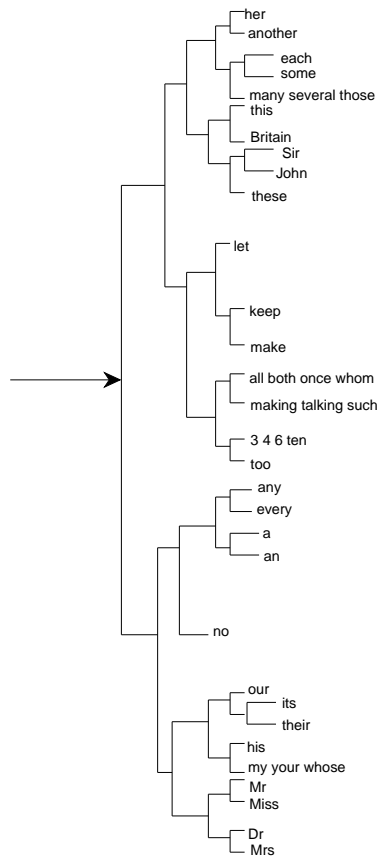 her
another
each
some
many several those
this
Britain
Sir
John
these
let
keep
make
all both once whom
making talking such
3 4 6 ten
too
any
every
a
an
no
our
its
their
his
my your whose
Mr
Miss
Dr
Mrs